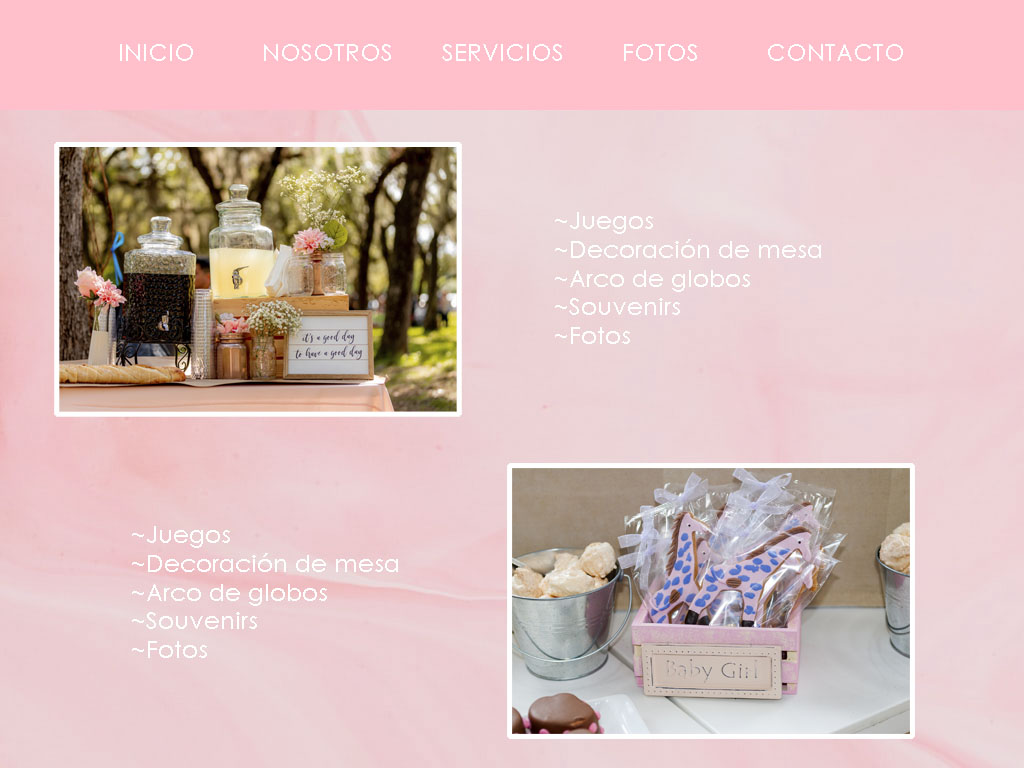 INICIO NOSOTROS SERVICIOS FOTOS CONTACTO
~Juegos
~Decoración de mesa
~Arco de globos
~Souvenirs
~Fotos
it's a good day
to have a good day
~Juegos
~Decoración de mesa
~Arco de globos
~Souvenirs
~Fotos
Baby Girl